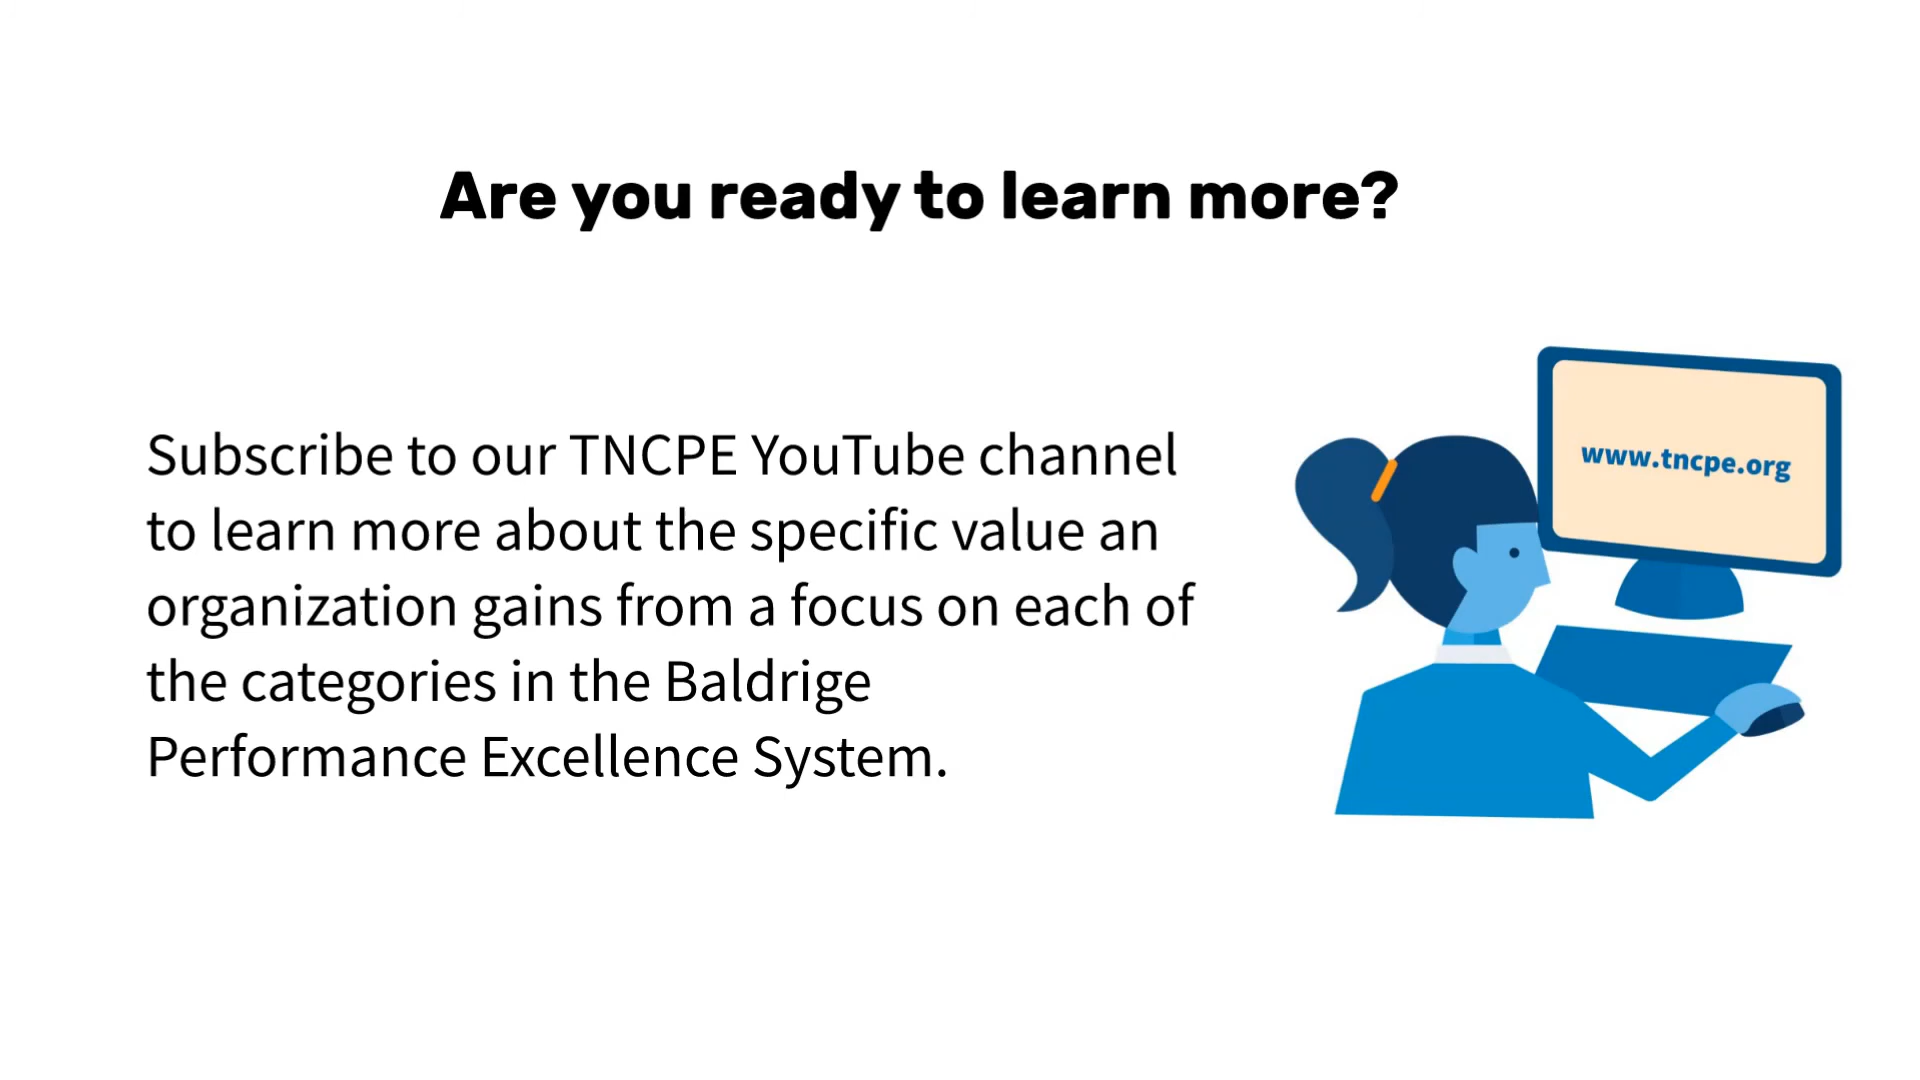 Are you ready to learn more?
Subscribe to our TNCPE YouTube channel
to learn more about the specific value an
organization gains from a focus on each of
the categories in the Baldrige
Performance Excellence System.
www.tncpe.org